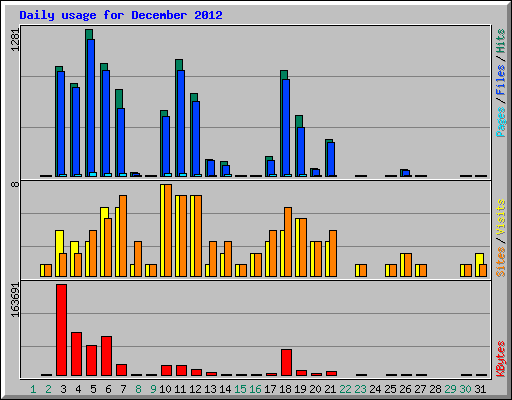 Daily usage for December 2012
1281
Pages / Files / Hits
8
Sites / Visits
163691
KBytes
1 2 3 4 5 6 7 8 9 10 11 12 13 14 15 16 17 18 19 20 21 22 23 24 25 26 27 28 29 30 31